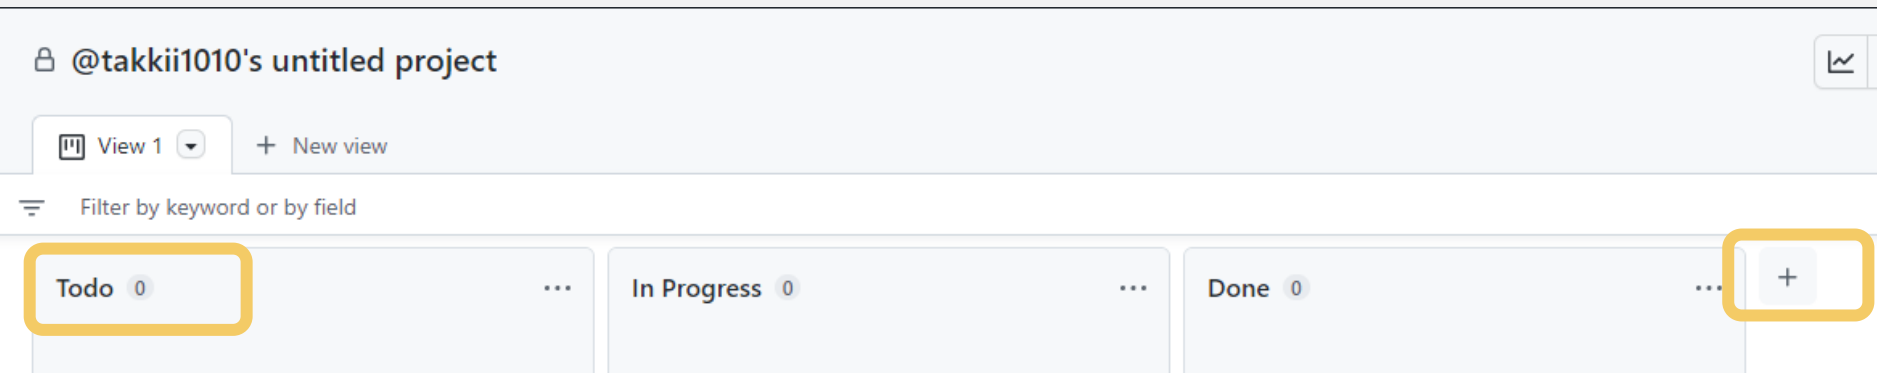 @takkii1010's untitled project
View 1 + New view
Filter by keyword or by field
Todo 0 ... In Progress 0 ... Done 0 ... +